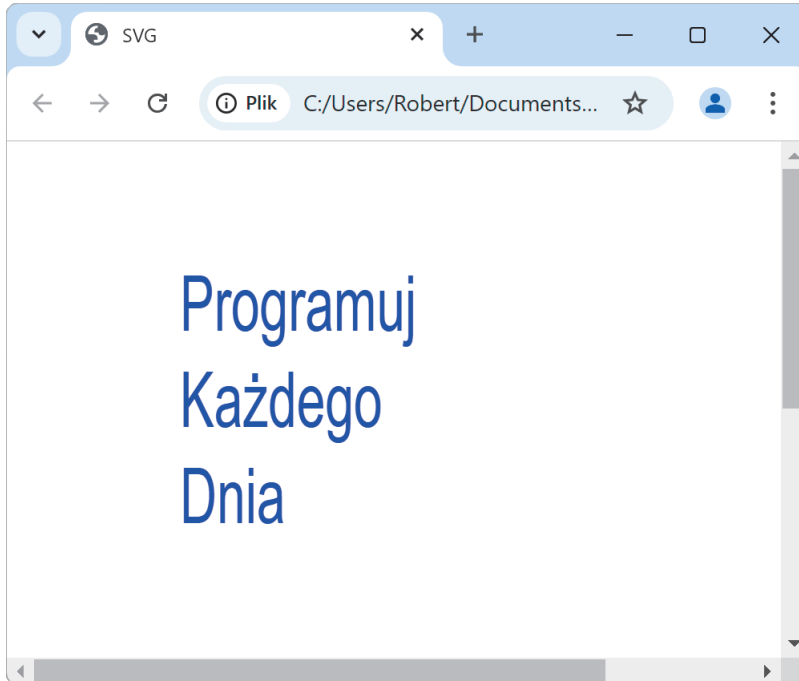 SVG
Plik C:/Users/Robert/Documents...
Programuj
Każdego
Dnia